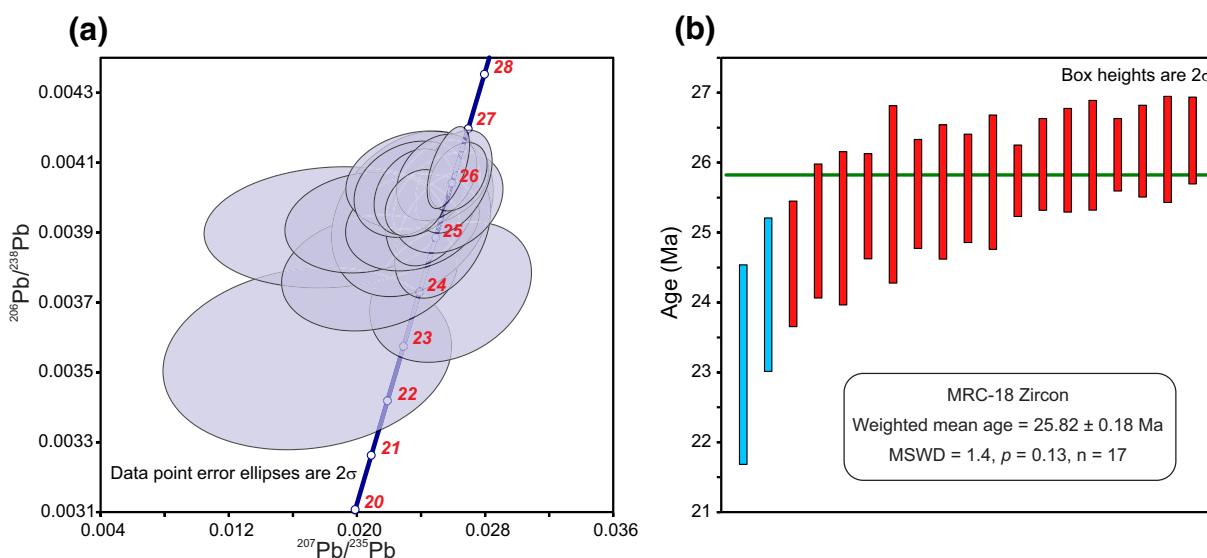 (a)
0.0043
0.0041
0.0039
0.0037
0.0035
0.0033
0.0031
²⁰⁶Pb/²³⁸Pb
28
27
26
25
24
23
22
21
20
Data point error ellipses are 2σ
0.004
0.012
0.020
0.028
0.036
²⁰⁷Pb/²³⁵Pb
(b)
Box heights are 2σ
27
26
25
24
23
22
21
Age (Ma)
MRC-18 Zircon
Weighted mean age = 25.82 ± 0.18 Ma
MSWD = 1.4, p = 0.13, n = 17